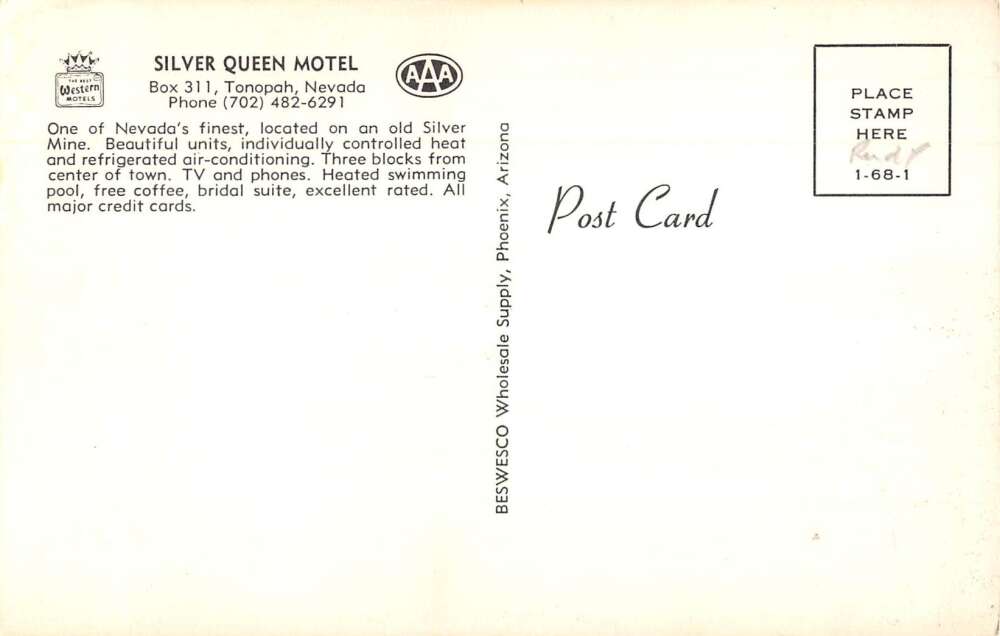 THE BEST
Western
MOTELS
SILVER QUEEN MOTEL
Box 311, Tonopah, Nevada
Phone (702) 482-6291
AAA
One of Nevada's finest, located on an old Silver
Mine. Beautiful units, individually controlled heat
and refrigerated air-conditioning. Three blocks from
center of town. TV and phones. Heated swimming
pool, free coffee, bridal suite, excellent rated. All
major credit cards.
BESWESCO Wholesale Supply, Phoenix, Arizona
Post Card
PLACE
STAMP
HERE
1-68-1